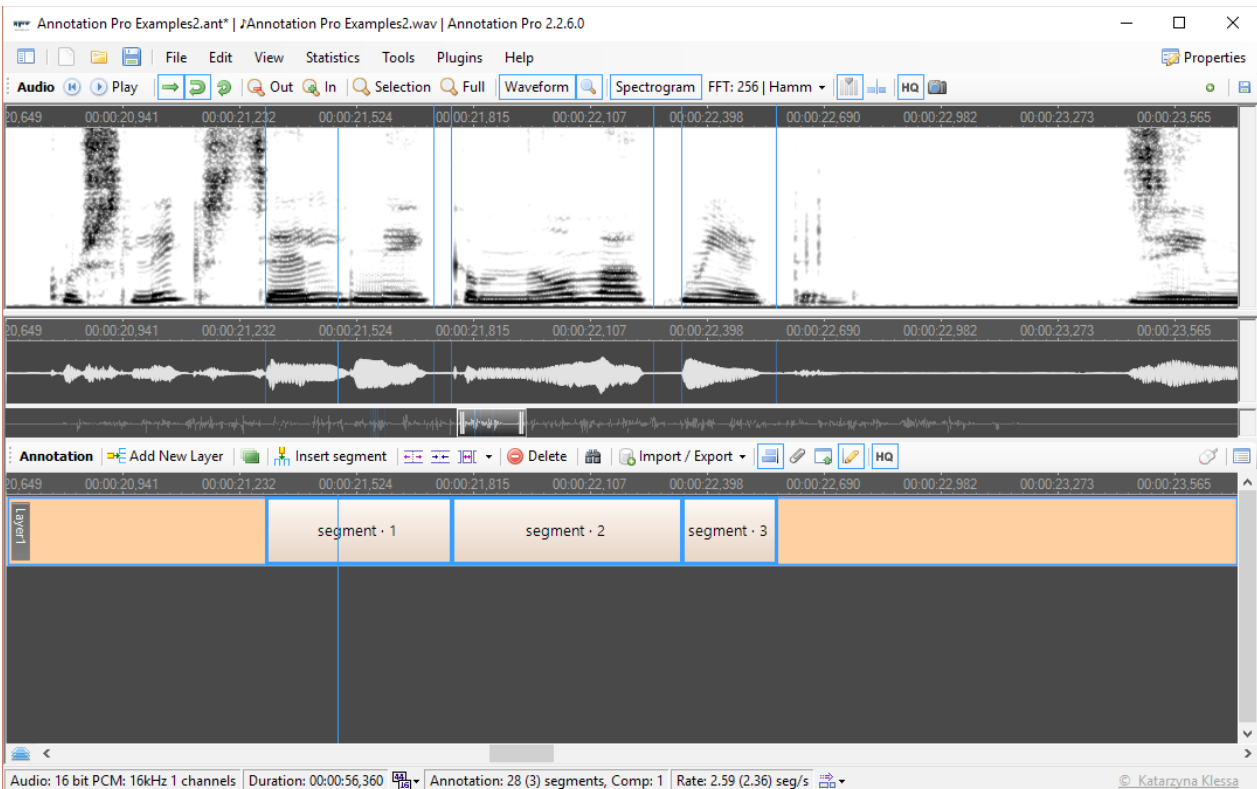 Annotation Pro Examples2.ant* | ♪Annotation Pro Examples2.wav | Annotation Pro 2.2.6.0
File Edit View Statistics Tools Plugins Help Properties
Audio Play Out In Selection Full Waveform Spectrogram FFT: 256 | Hamm HQ
20,649 00:00:20,941 00:00:21,232 00:00:21,524 00:00:21,815 00:00:22,107 00:00:22,398 00:00:22,690 00:00:22,982 00:00:23,273 00:00:23,565
20,649 00:00:20,941 00:00:21,232 00:00:21,524 00:00:21,815 00:00:22,107 00:00:22,398 00:00:22,690 00:00:22,982 00:00:23,273 00:00:23,565
Annotation Add New Layer Insert segment Delete Import / Export HQ
20,649 00:00:20,941 00:00:21,232 00:00:21,524 00:00:21,815 00:00:22,107 00:00:22,398 00:00:22,690 00:00:22,982 00:00:23,273 00:00:23,565
Layer1 segment · 1 segment · 2 segment · 3
Audio: 16 bit PCM: 16kHz 1 channels Duration: 00:00:56,360 44 16 Annotation: 28 (3) segments, Comp: 1 Rate: 2.59 (2.36) seg/s © Katarzyna Klessa